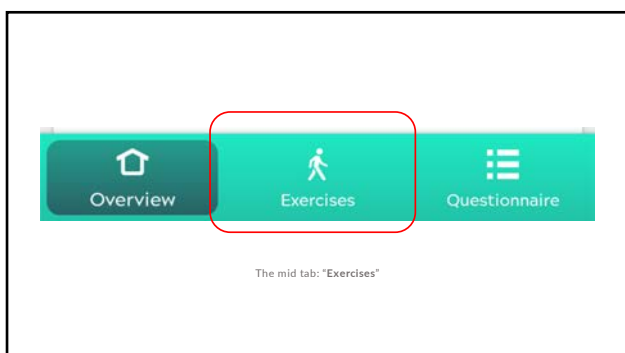 Overview Exercises Questionnaire
The mid tab: "Exercises"